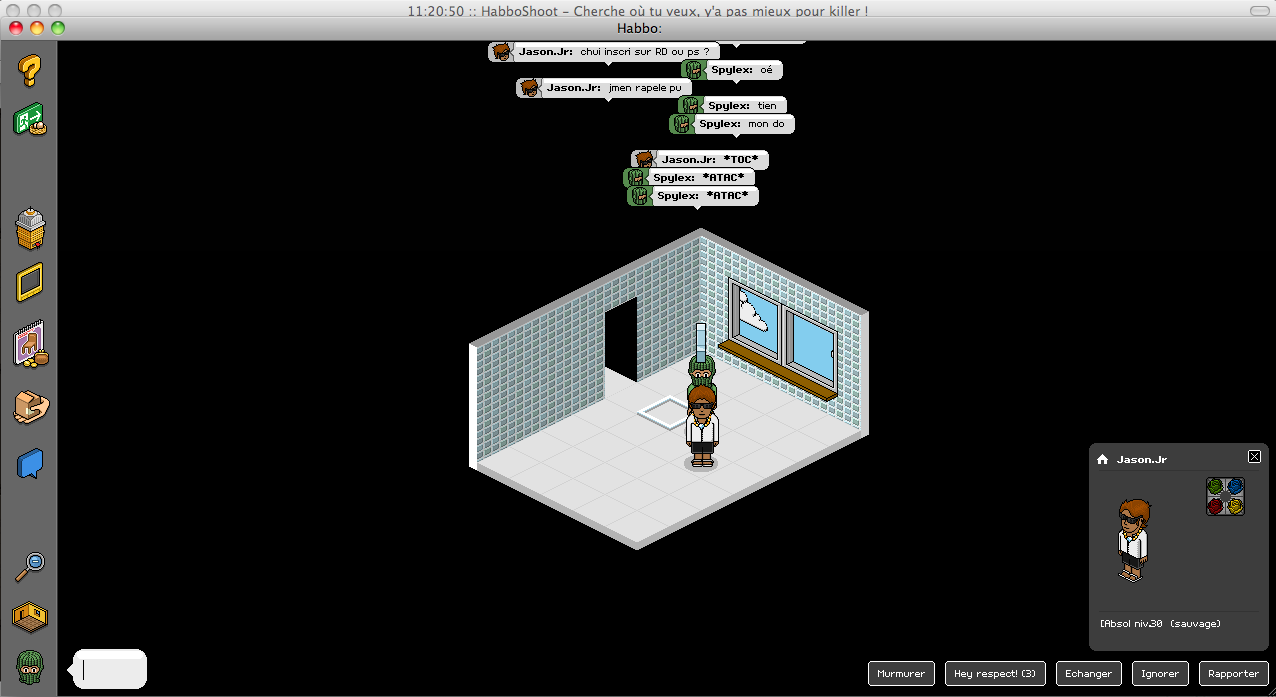 11:20:50 :: HabboShoot - Cherche où tu veux, y'a pas mieux pour killer !
Habbo:
Jason.Jr: chui inscri sur RD ou ps ?
Spylex: oé
Jason.Jr: jmen rapele pu
Spylex: tien
Spylex: mon do
Jason.Jr: *TOC*
Spylex: *ATAC*
Spylex: *ATAC*
Jason.Jr
[Absol niv.30 (sauvage)
Murmurer
Hey respect! (3)
Echanger
Ignorer
Rapporter